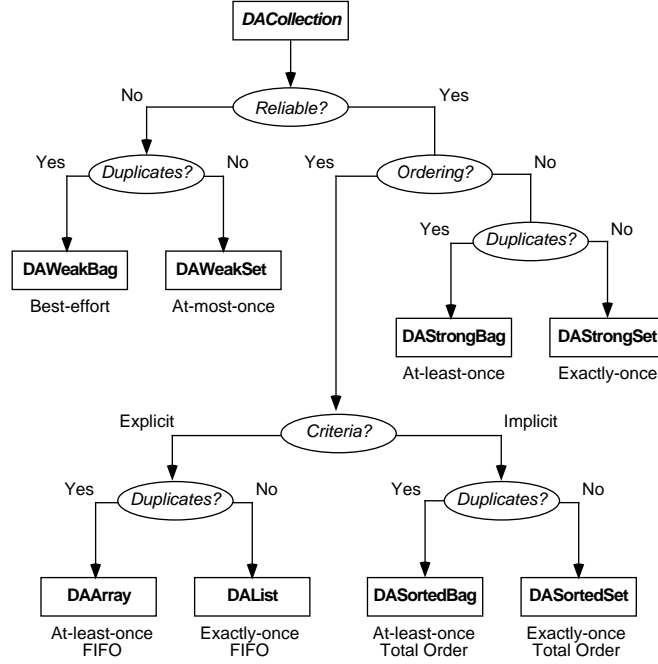 DACollection
No
Yes
Reliable?
Yes
No
Yes
No
Duplicates?
Ordering?
Yes
No
Duplicates?
DAWeakBag
DAWeakSet
Best-effort
At-most-once
DAStrongBag
DAStrongSet
At-least-once
Exactly-once
Explicit
Implicit
Criteria?
Yes
No
Yes
No
Duplicates?
Duplicates?
DAArray
DAList
DASortedBag
DASortedSet
At-least-once
FIFO
Exactly-once
FIFO
At-least-once
Total Order
Exactly-once
Total Order